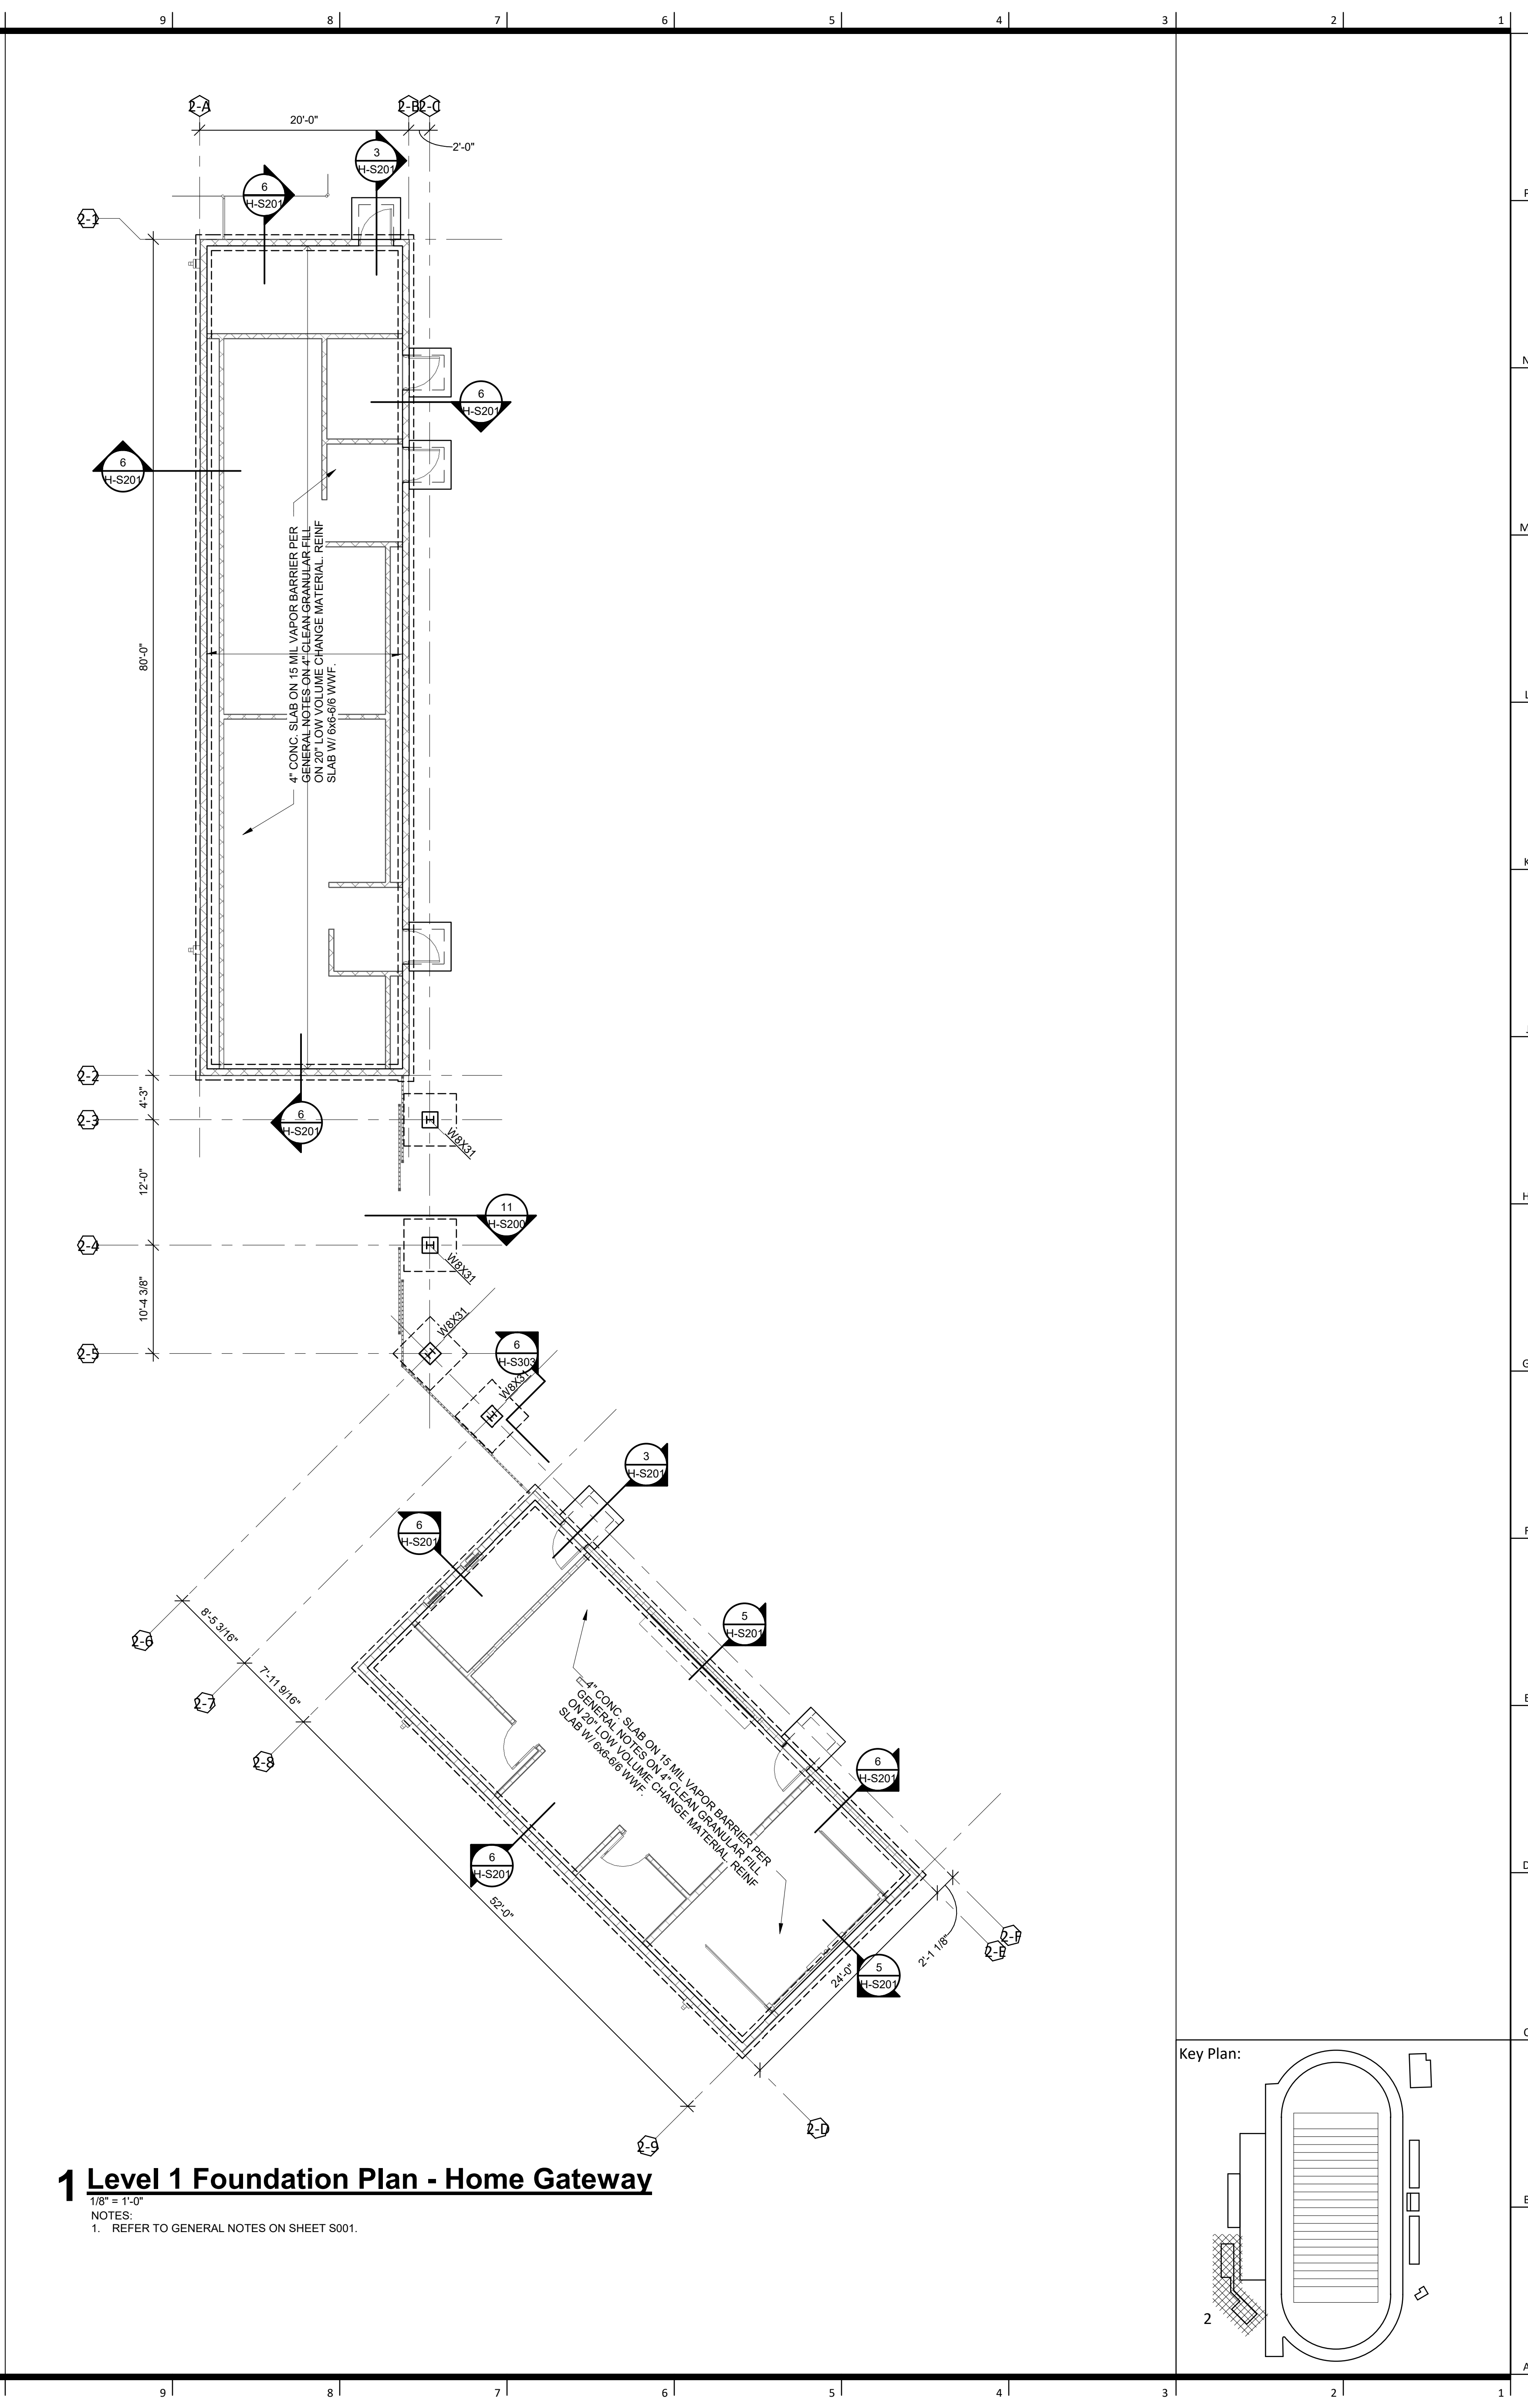 9 8 7 6 5 4 3 2 1
2-A 2-B 2-C
20'-0"
2'-0"
3
H-S201
6
H-S201
2-1
6
H-S201
6
H-S201
80'-0"
4" CONC. SLAB ON 15 MIL VAPOR BARRIER PER
GENERAL NOTES ON 4" CLEAN GRANULAR FILL
ON 20" LOW VOLUME CHANGE MATERIAL. REINF
SLAB W/ 6x6-6/6 WWF.
2-2
4'-3"
2-3
6
H-S201
W8X31
12'-0"
11
H-S200
2-4
W8X31
10'-4 3/8"
W8X31
2-5
6
H-S303
W8X31
3
H-S201
6
H-S201
8'-5 3/16"
2-6
5
H-S201
7'-11 9/16"
2-7
2-8
4" CONC. SLAB ON 15 MIL VAPOR BARRIER PER
GENERAL NOTES ON 4" CLEAN GRANULAR FILL
ON 20" LOW VOLUME CHANGE MATERIAL. REINF
SLAB W/ 6x6-6/6 WWF.
6
H-S201
6
H-S201
52'-0"
2-F
2-E
2'-1 1/8"
24'-0"
5
H-S201
2-D
2-9
1 Level 1 Foundation Plan - Home Gateway
1/8" = 1'-0"
NOTES:
1. REFER TO GENERAL NOTES ON SHEET S001.
Key Plan:
2
N
M
K
H
G
E
D
C
A
9 8 7 6 5 4 3 2 1